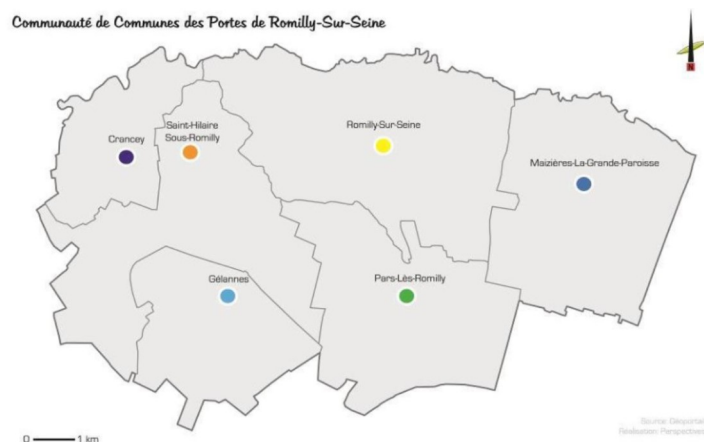 Communauté de Communes des Portes de Romilly-Sur-Seine
N
Crancey
Saint-Hilaire
Sous-Romilly
Romilly-Sur-Seine
Maizières-La-Grande-Paroisse
Gélannes
Pars-Lès-Romilly
Source: Géoportail
Réalisation: Perspectives
0 1 km